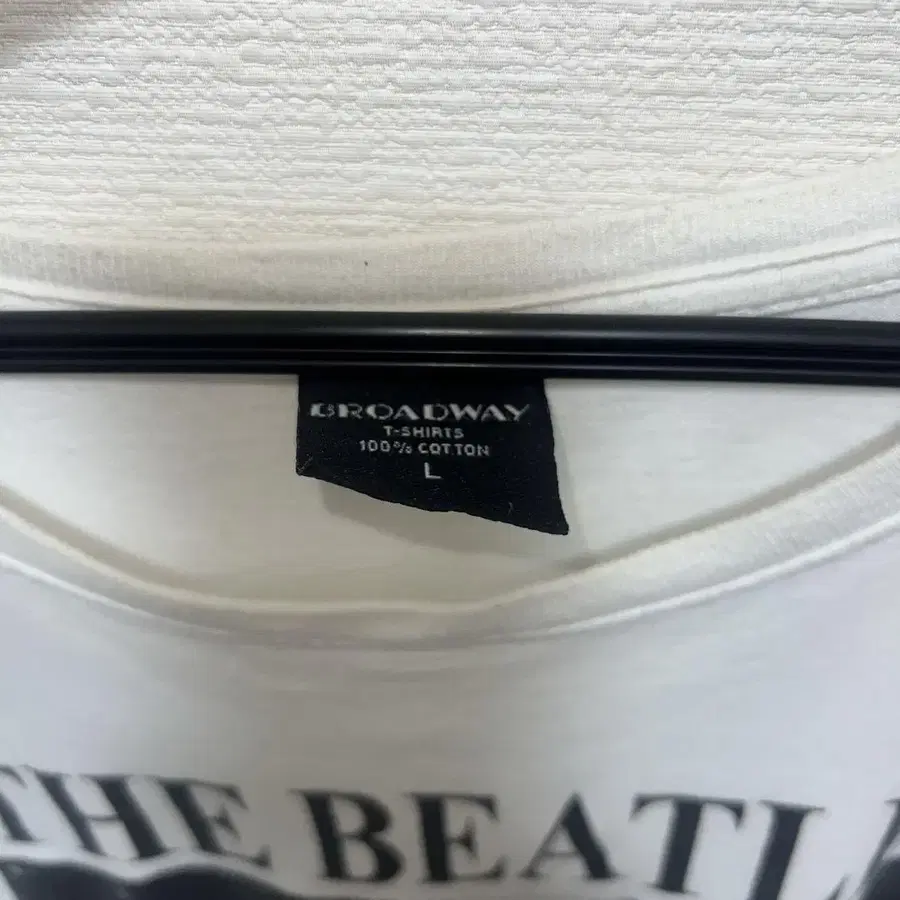 BROADWAY
T-SHIRTS
100% COTTON
L
THE BEATL